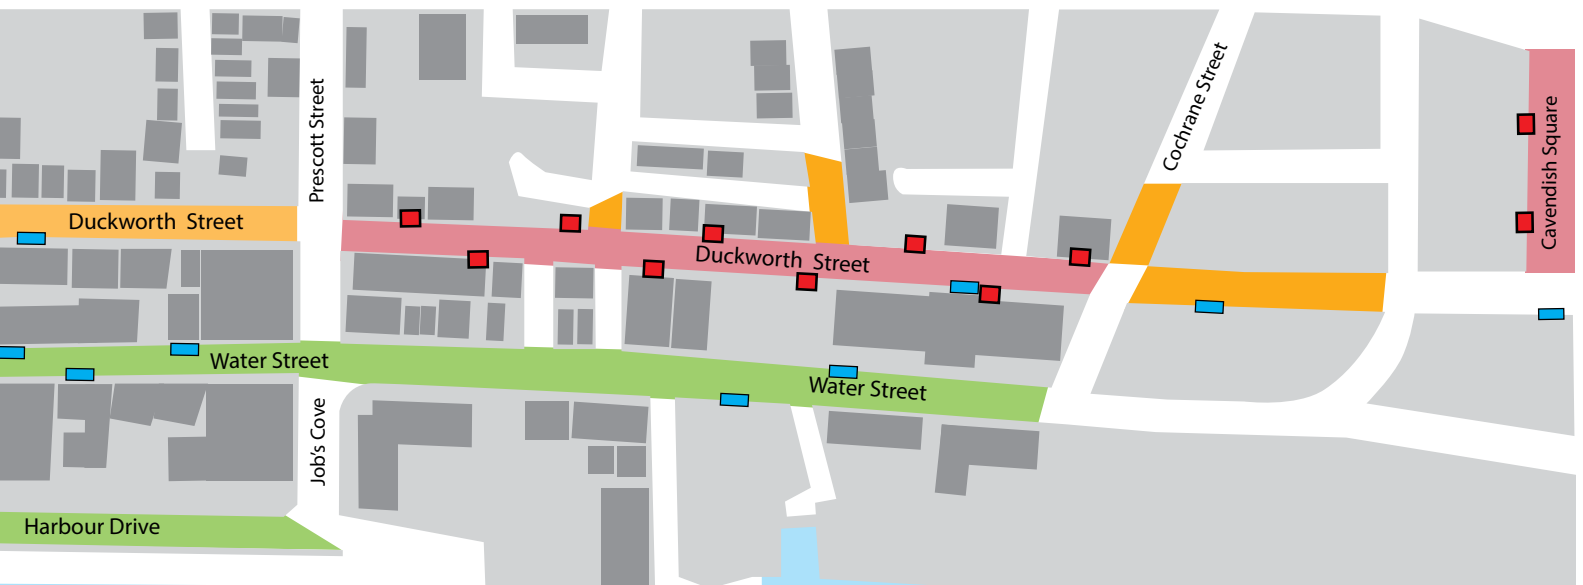 Prescott Street
Cochrane Street
Cavendish Square
Duckworth Street
Duckworth Street
Water Street
Water Street
Job's Cove
Harbour Drive